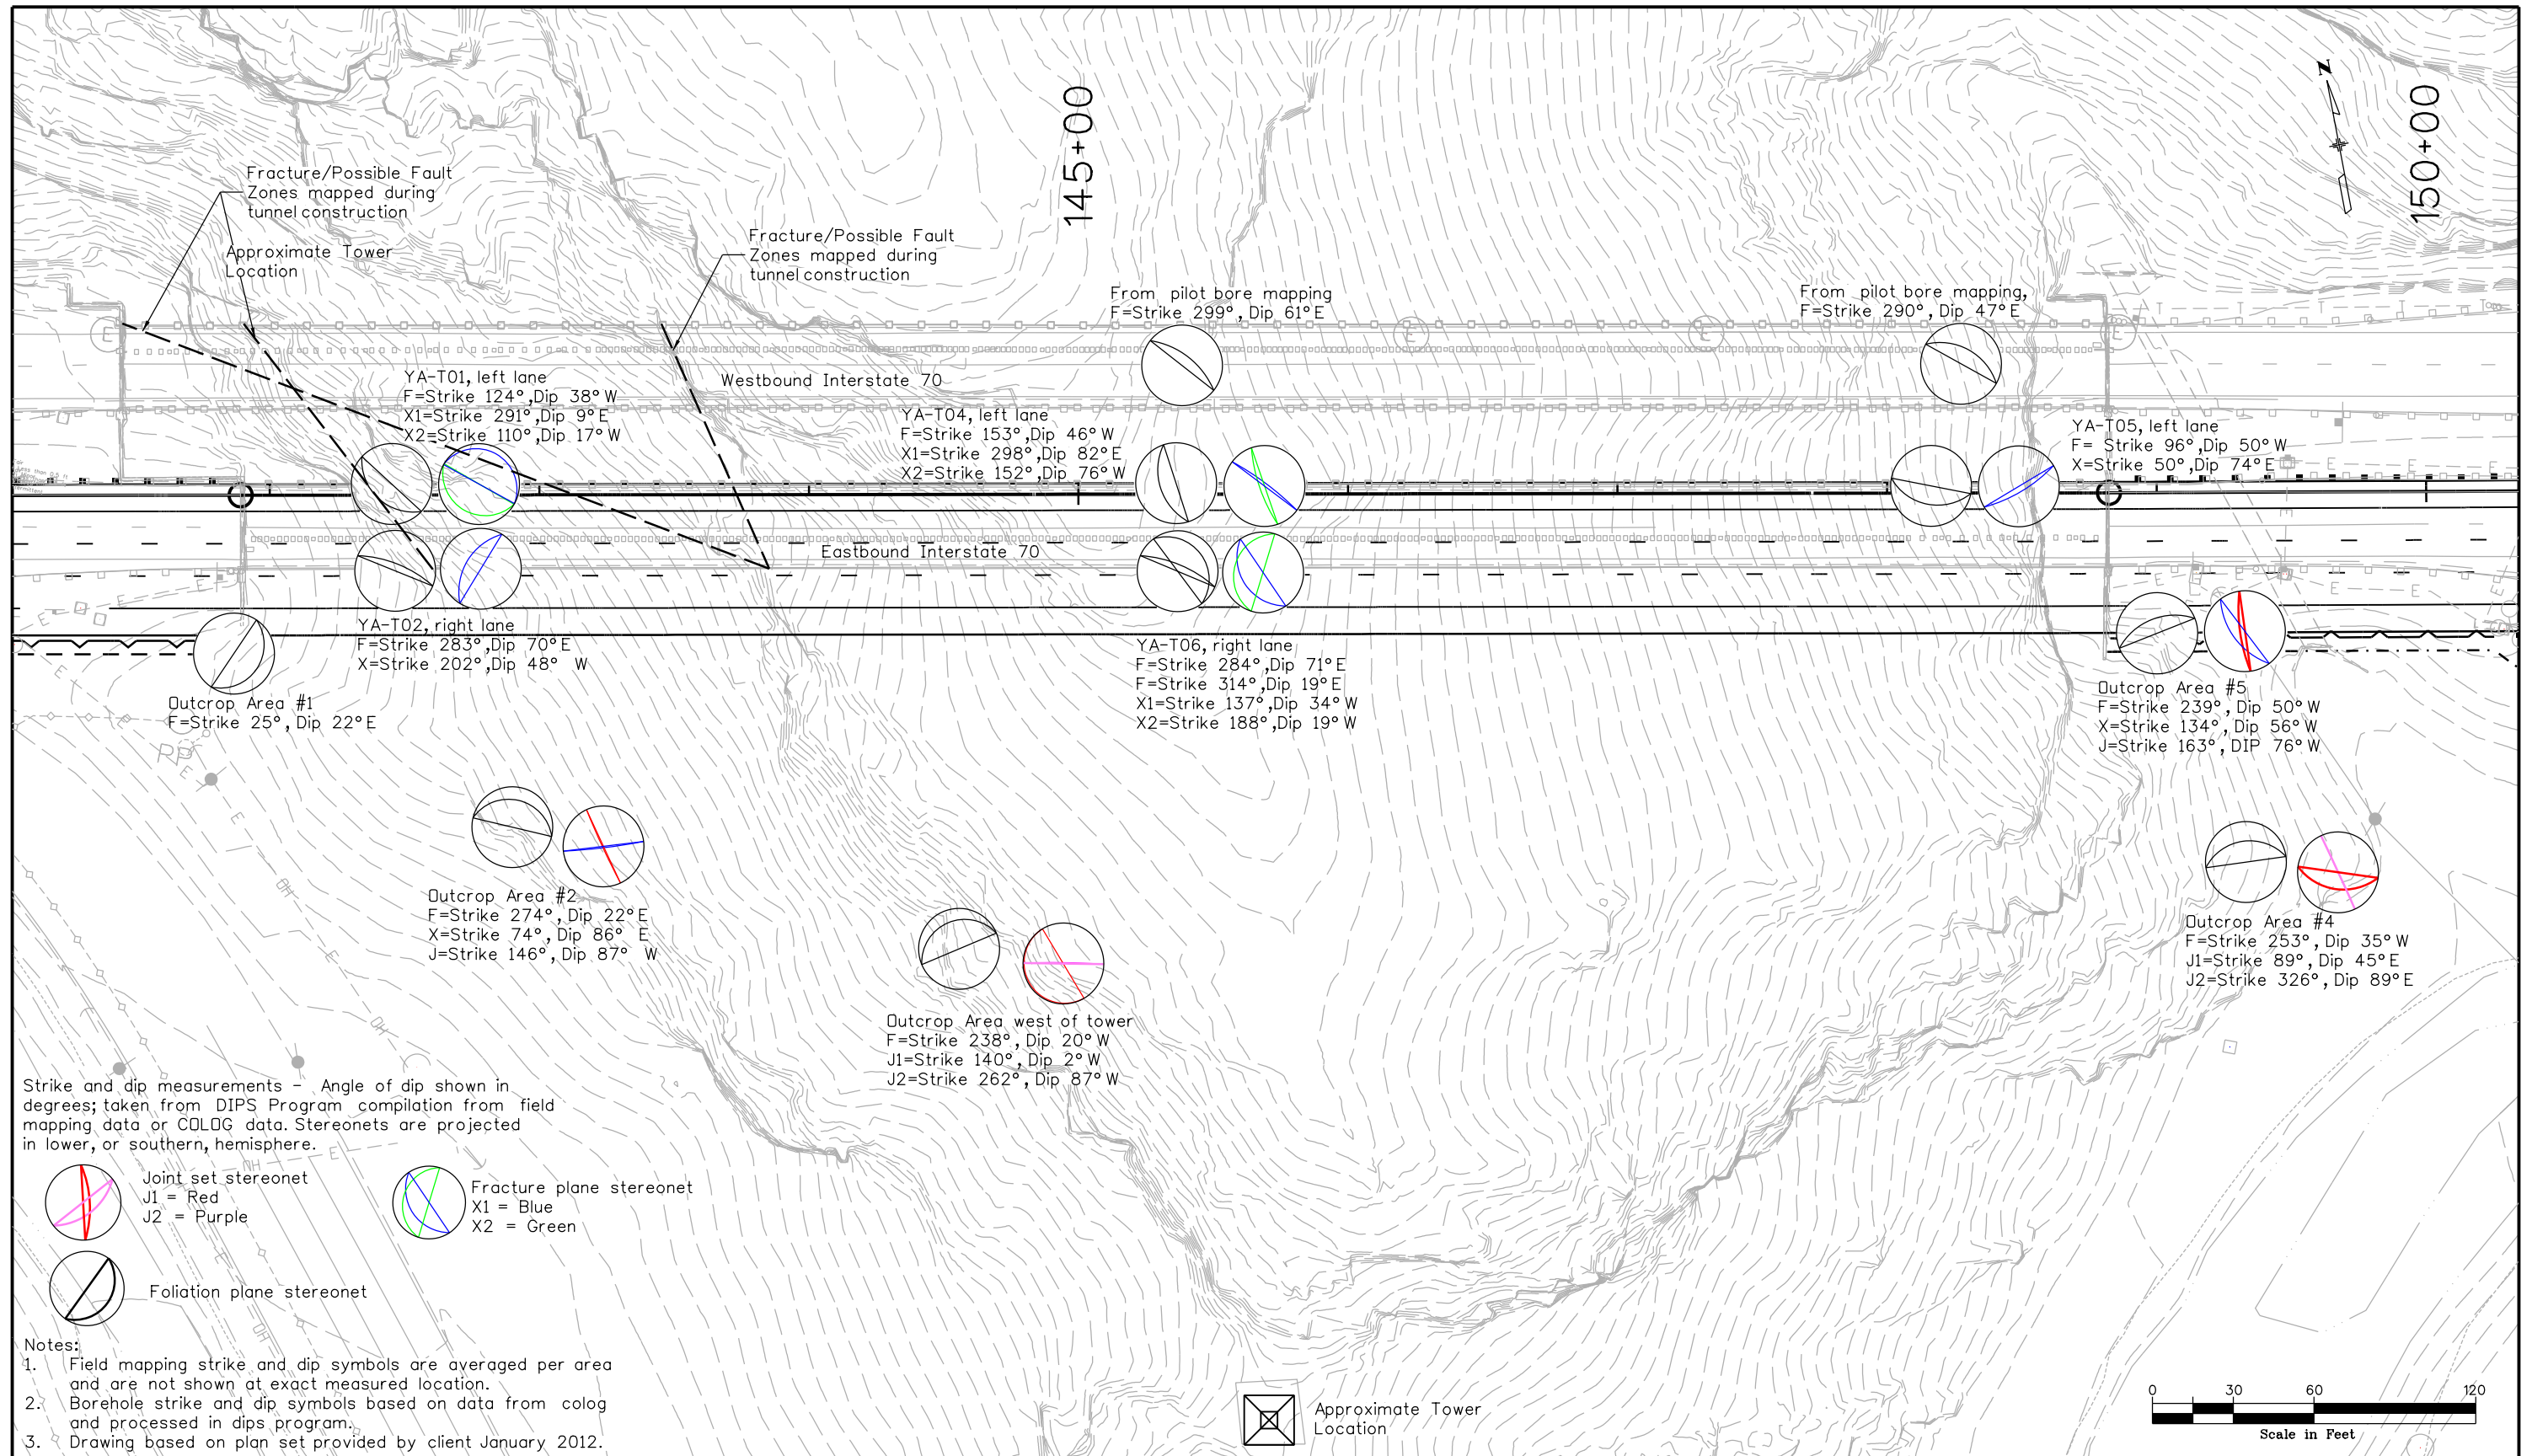 145+00
150+00
N
Fracture/Possible Fault
Zones mapped during
tunnel construction
Approximate Tower
Location
Fracture/Possible Fault
Zones mapped during
tunnel construction
From pilot bore mapping
F=Strike 299°, Dip 61°E
From pilot bore mapping,
F=Strike 290°, Dip 47°E
E
E
E
E
Westbound Interstate 70
YA-T01, left lane
F=Strike 124°,Dip 38°W
X1=Strike 291°,Dip 9°E
X2=Strike 110°,Dip 17°W
YA-T04, left lane
F=Strike 153°,Dip 46°W
X1=Strike 298°,Dip 82°E
X2=Strike 152°,Dip 76°W
YA-T05, left lane
F= Strike 96°,Dip 50°W
X=Strike 50°,Dip 74°E
Eastbound Interstate 70
YA-T02, right lane
F=Strike 283°,Dip 70°E
X=Strike 202°,Dip 48° W
YA-T06, right lane
F=Strike 284°,Dip 71°E
F=Strike 314°,Dip 19°E
X1=Strike 137°,Dip 34°W
X2=Strike 188°,Dip 19°W
Outcrop Area #1
F=Strike 25°, Dip 22°E
Outcrop Area #5
F=Strike 239°, Dip 50°W
X=Strike 134°, Dip 56°W
J=Strike 163°, DIP 76°W
PP
Outcrop Area #2
F=Strike 274°, Dip 22°E
X=Strike 74°, Dip 86° E
J=Strike 146°, Dip 87° W
Outcrop Area #4
F=Strike 253°, Dip 35°W
J1=Strike 89°, Dip 45°E
J2=Strike 326°, Dip 89°E
Outcrop Area west of tower
F=Strike 238°, Dip 20°W
J1=Strike 140°, Dip 2°W
J2=Strike 262°, Dip 87°W
OH
OH
Strike and dip measurements - Angle of dip shown in
degrees; taken from DIPS Program compilation from field
mapping data or COLOG data. Stereonets are projected
in lower, or southern, hemisphere.
Joint set stereonet
J1 = Red
J2 = Purple
Fracture plane stereonet
X1 = Blue
X2 = Green
Foliation plane stereonet
OH
Notes:
1. Field mapping strike and dip symbols are averaged per area
and are not shown at exact measured location.
2. Borehole strike and dip symbols based on data from colog
and processed in dips program.
3. Drawing based on plan set provided by client January 2012.
Approximate Tower
Location
0 30 60 120
Scale in Feet